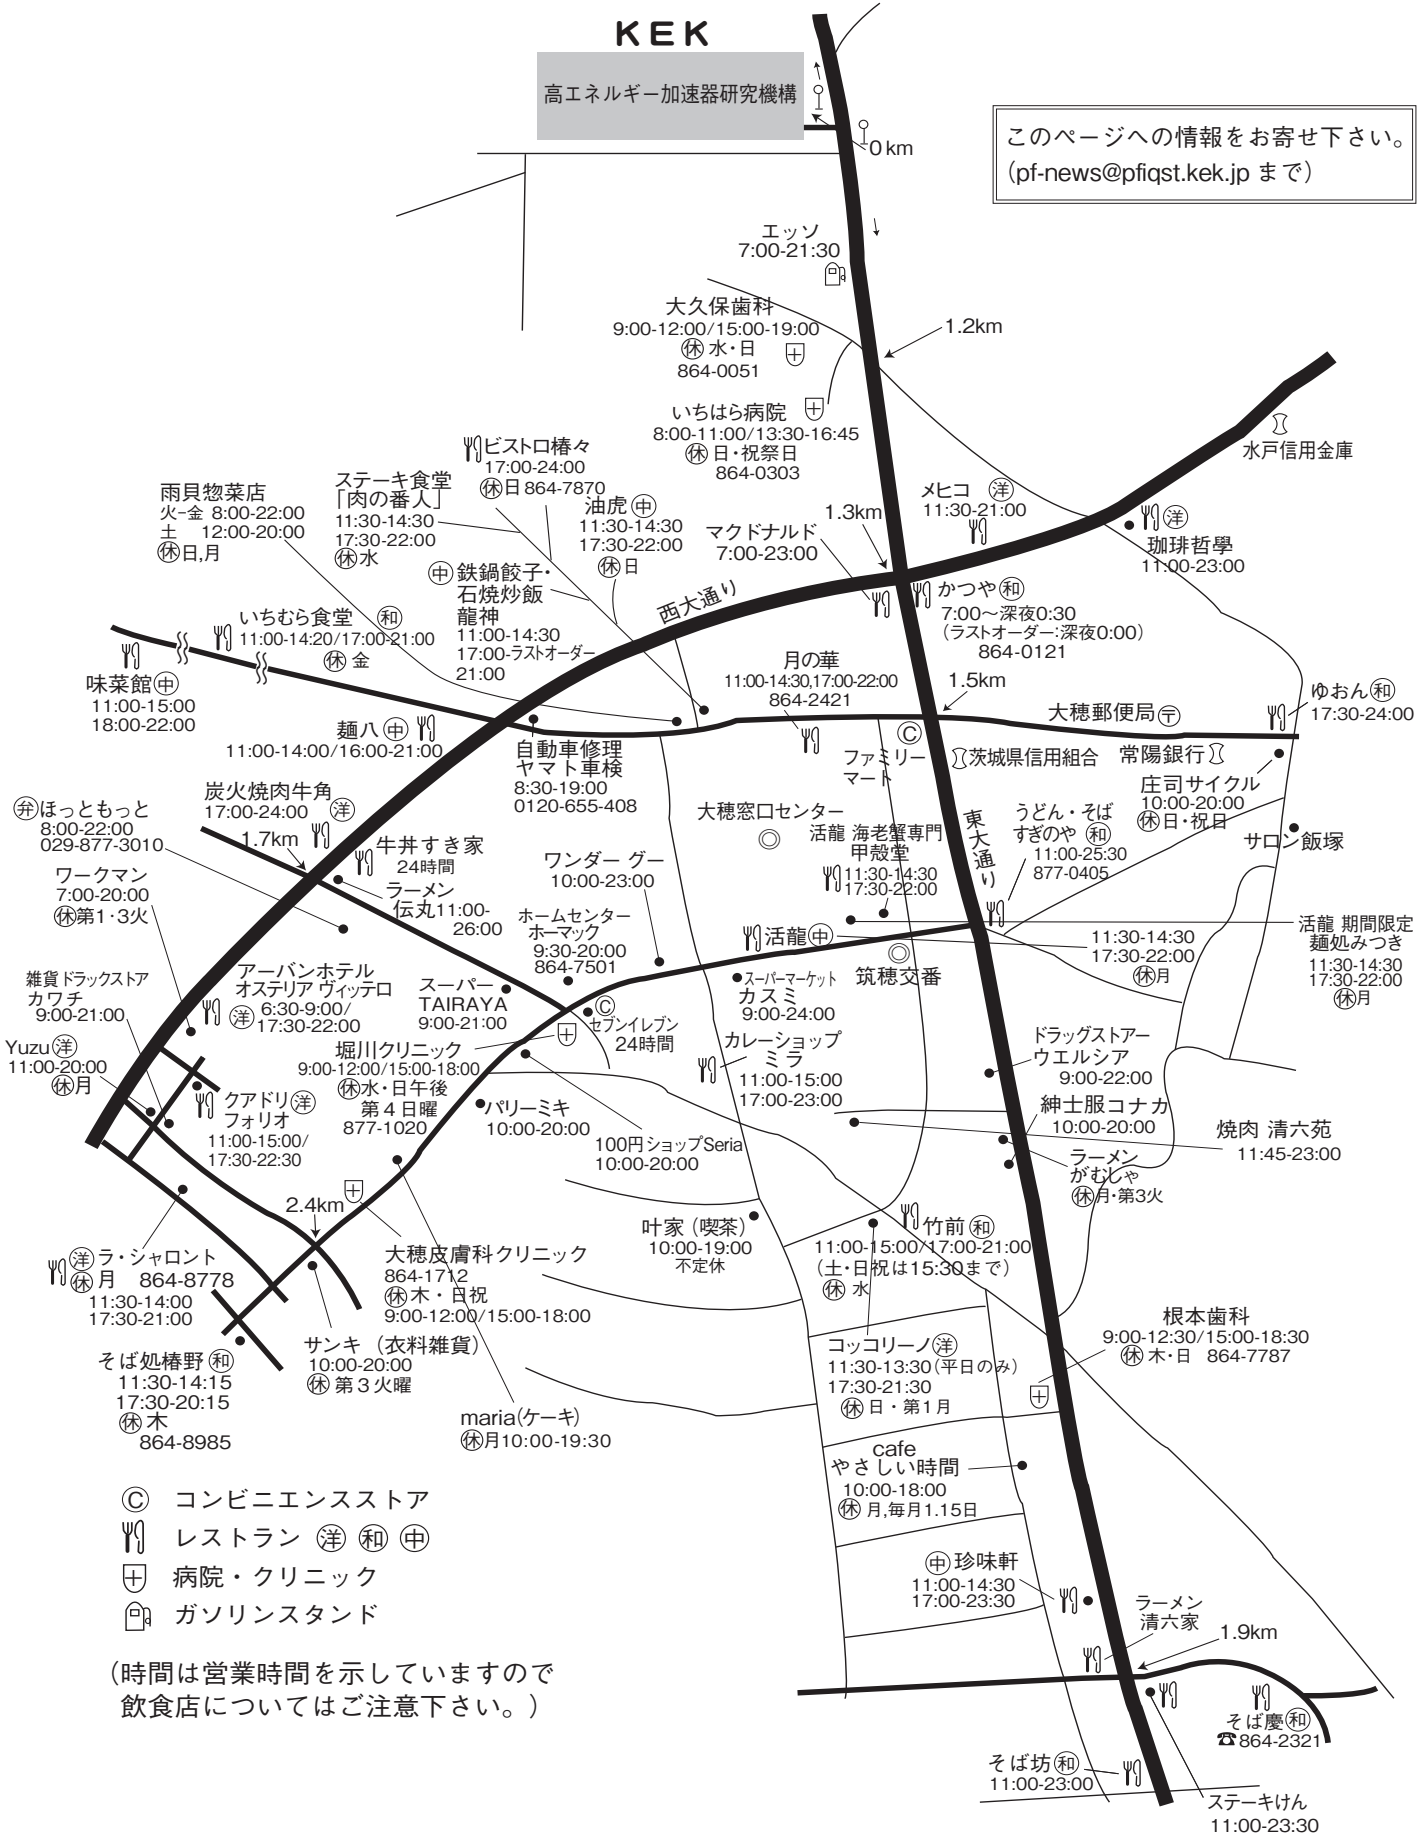 KEK
高エネルギー加速器研究機構
0 km
このページへの情報をお寄せ下さい。
(pf-news@pfiqst.kek.jp まで)
エッソ
7:00-21:30
大久保歯科
9:00-12:00/15:00-19:00
休 水・日
864-0051
1.2km
いちはら病院
8:00-11:00/13:30-16:45
休 日・祝祭日
864-0303
水戸信用金庫
ビストロ椿々
17:00-24:00
休日 864-7870
ステーキ食堂
「肉の番人」
11:30-14:30
17:30-22:00
休水
雨貝惣菜店
火-金 8:00-22:00
土 12:00-20:00
休日,月
油虎 中
11:30-14:30
17:30-22:00
休日
マクドナルド
7:00-23:00
1.3km
メヒコ 洋
11:30-21:00
洋
珈琲哲學
11:00-23:00
中 鉄鍋餃子・
石焼炒飯
龍神
11:00-14:30
17:00-ラストオーダー
21:00
西大通り
かつや 和
7:00〜深夜0:30
(ラストオーダー:深夜0:00)
864-0121
いちむら食堂 和
11:00-14:20/17:00-21:00
休 金
味菜館 中
11:00-15:00
18:00-22:00
月の華
11:00-14:30,17:00-22:00
864-2421
1.5km
大穂郵便局 〒
ゆおん 和
17:30-24:00
麺八 中
11:00-14:00/16:00-21:00
自動車修理
ヤマト車検
8:30-19:00
0120-655-408
C
ファミリー
マート
茨城県信用組合
常陽銀行
庄司サイクル
10:00-20:00
休日・祝日
サロン飯塚
炭火焼肉牛角
17:00-24:00 洋
弁 ほっともっと
8:00-22:00
029-877-3010
1.7km
牛丼すき家
24時間
ラーメン
伝丸11:00-
26:00
ワンダー グー
10:00-23:00
大穂窓口センター
活龍 海老蟹専門
甲殻堂
11:30-14:30
17:30-22:00
東大通り
うどん・そば
すぎのや 和
11:00-25:30
877-0405
ワークマン
7:00-20:00
休第1・3火
ホームセンター
ホーマック
9:30-20:00
864-7501
活龍 中
11:30-14:30
17:30-22:00
休月
活龍 期間限定
麺処みつき
11:30-14:30
17:30-22:00
休月
筑穂交番
雑貨 ドラックストア
カワチ
9:00-21:00
アーバンホテル
オステリア ヴィッテロ
洋 6:30-9:00/
17:30-22:00
スーパー
TAIRAYA
9:00-21:00
スーパーマーケット
カスミ
9:00-24:00
C
セブンイレブン
24時間
Yuzu 洋
11:00-20:00
休月
堀川クリニック
9:00-12:00/15:00-18:00
休水・日午後
第4日曜
877-1020
カレーショップ
ミラ
11:00-15:00
17:00-23:00
ドラッグストアー
ウエルシア
9:00-22:00
クアドリ 洋
フォリオ
11:00-15:00/
17:30-22:30
パリーミキ
10:00-20:00
100円ショップSeria
10:00-20:00
紳士服コナカ
10:00-20:00
焼肉 清六苑
11:45-23:00
ラーメン
がむしゃ
休月・第3火
2.4km
叶家(喫茶)
10:00-19:00
不定休
竹前 和
11:00-15:00/17:00-21:00
(土・日祝は15:30まで)
休 水
洋 ラ・シャロント
休 月 864-8778
11:30-14:00
17:30-21:00
大穂皮膚科クリニック
864-1712
休木・日祝
9:00-12:00/15:00-18:00
根本歯科
9:00-12:30/15:00-18:30
休 木・日 864-7787
そば処椿野 和
11:30-14:15
17:30-20:15
休木
864-8985
サンキ(衣料雑貨)
10:00-20:00
休 第3火曜
コッコリーノ 洋
11:30-13:30(平日のみ)
17:30-21:30
休 日・第1月
maria(ケーキ)
休月10:00-19:30
cafe
やさしい時間
10:00-18:00
休 月,毎月1.15日
C コンビニエンスストア
レストラン 洋 和 中
病院・クリニック
ガソリンスタンド
中 珍味軒
11:00-14:30
17:00-23:30
ラーメン
清六家
1.9km
(時間は営業時間を示していますので
飲食店についてはご注意下さい。)
そば慶 和
☎864-2321
そば坊 和
11:00-23:00
ステーキけん
11:00-23:30